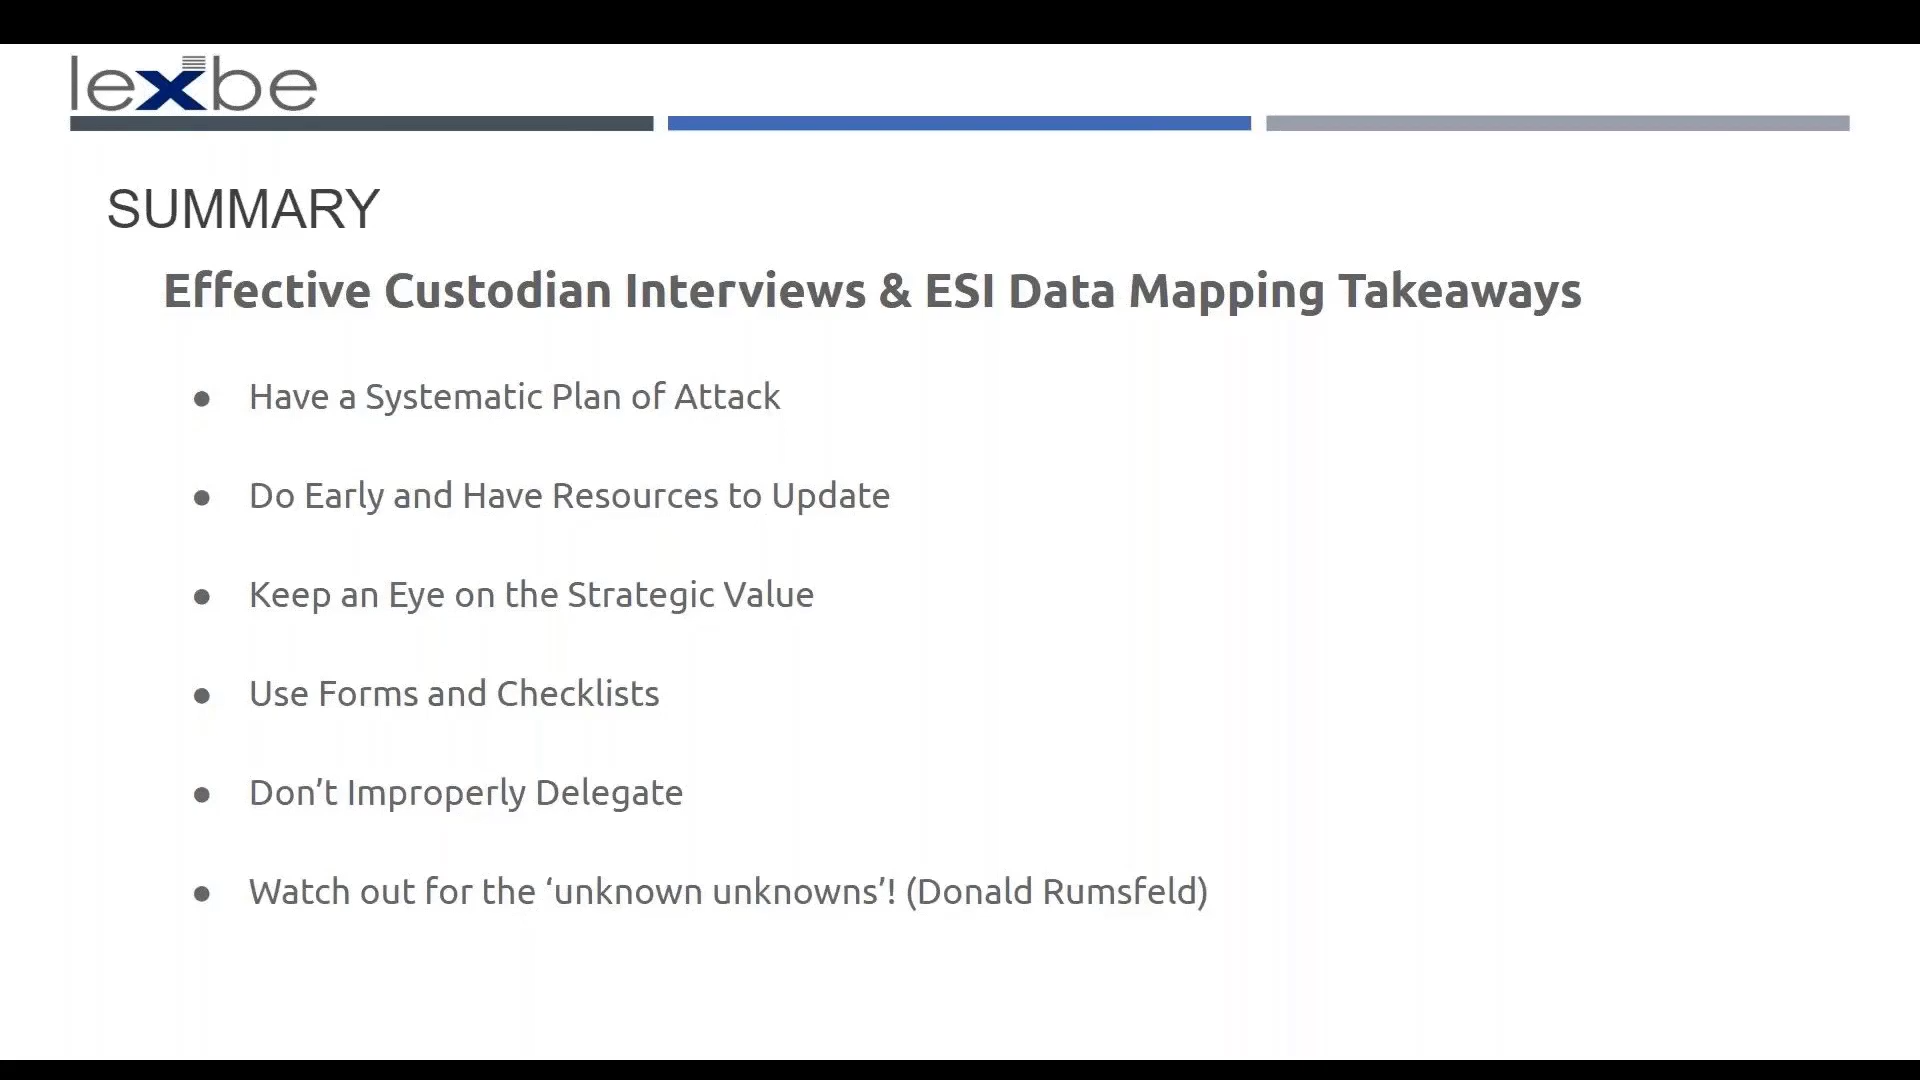 lexbe
SUMMARY
Effective Custodian Interviews & ESI Data Mapping Takeaways
● Have a Systematic Plan of Attack
● Do Early and Have Resources to Update
● Keep an Eye on the Strategic Value
● Use Forms and Checklists
● Don’t Improperly Delegate
● Watch out for the ‘unknown unknowns’! (Donald Rumsfeld)